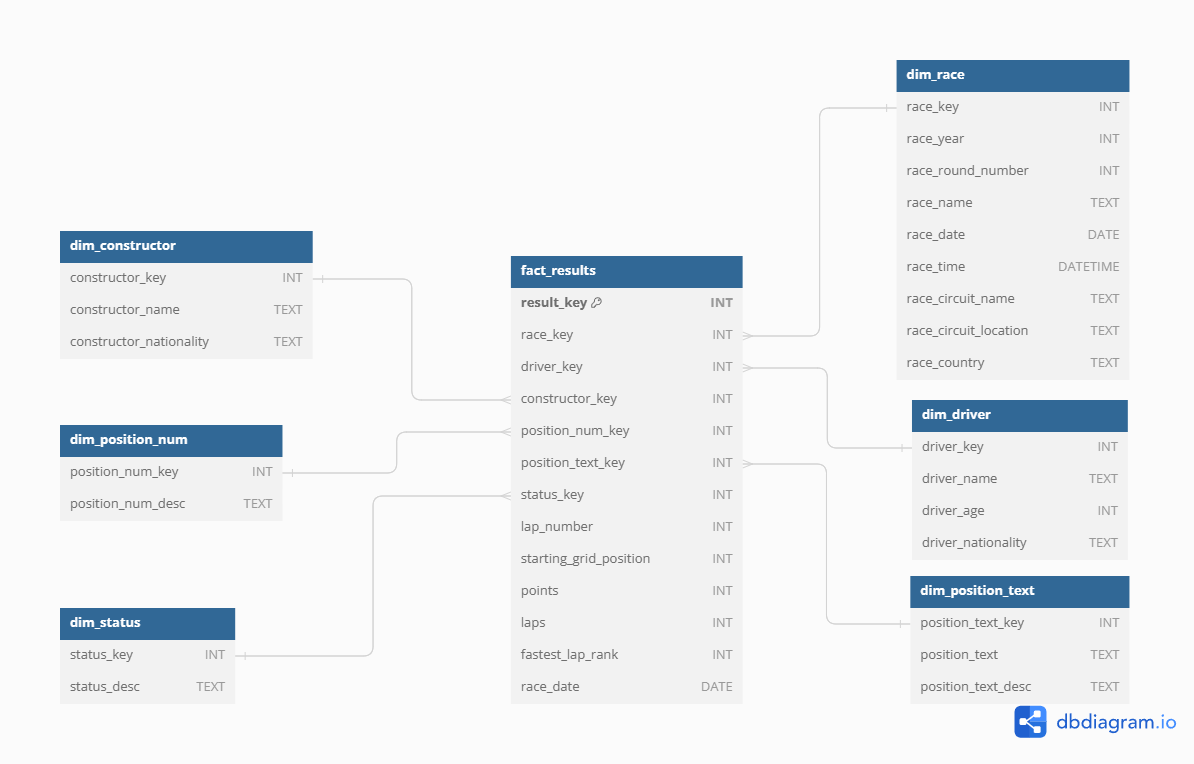 dim_race
race_key INT
race_year INT
race_round_number INT
race_name TEXT
race_date DATE
race_time DATETIME
race_circuit_name TEXT
race_circuit_location TEXT
race_country TEXT
dim_constructor
constructor_key INT
constructor_name TEXT
constructor_nationality TEXT
fact_results
result_key INT
race_key INT
driver_key INT
constructor_key INT
position_num_key INT
position_text_key INT
status_key INT
lap_number INT
starting_grid_position INT
points INT
laps INT
fastest_lap_rank INT
race_date DATE
dim_driver
driver_key INT
driver_name TEXT
driver_age INT
driver_nationality TEXT
dim_position_num
position_num_key INT
position_num_desc TEXT
dim_position_text
position_text_key INT
position_text TEXT
position_text_desc TEXT
dim_status
status_key INT
status_desc TEXT
dbdiagram.io